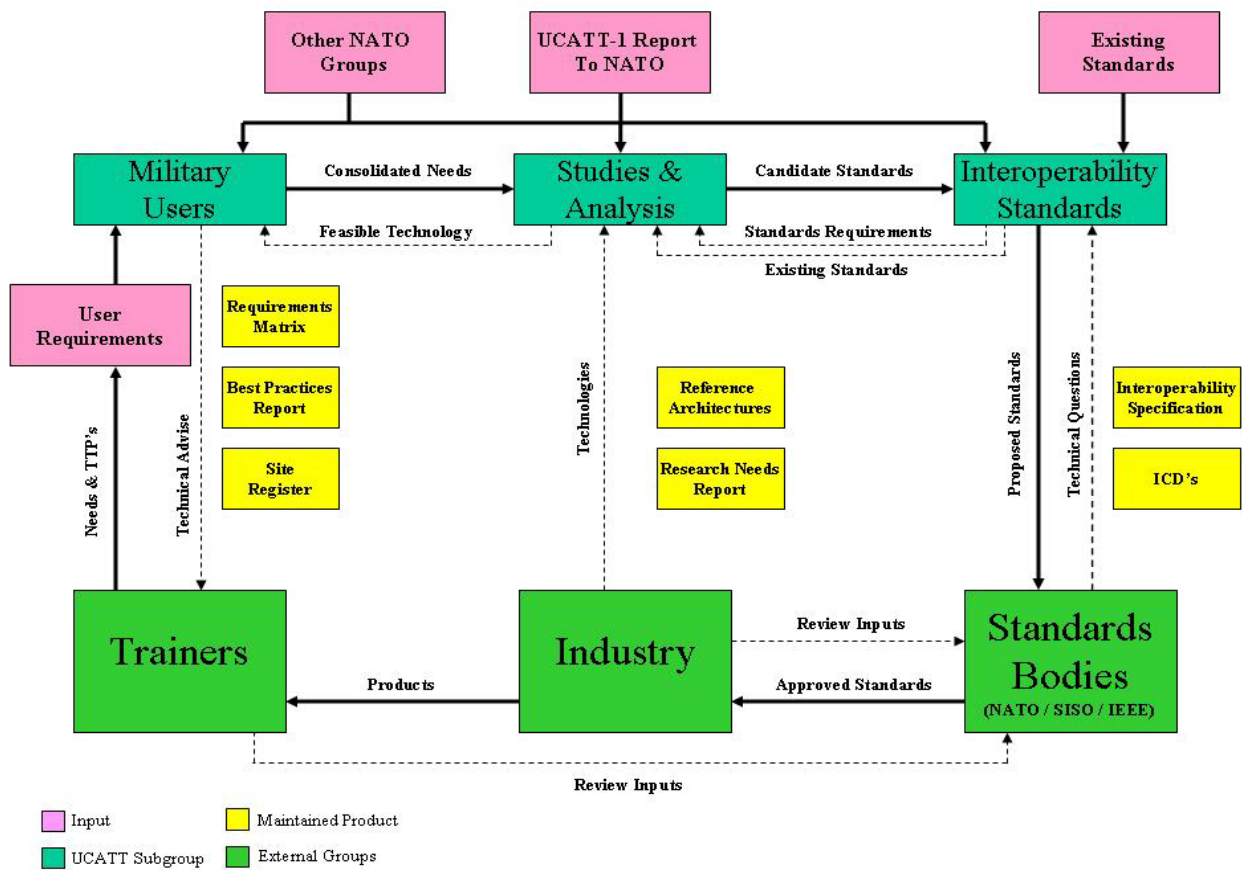 Other NATO
Groups
UCATT-1 Report
To NATO
Existing
Standards
Military
Users
Consolidated Needs
Studies &
Analysis
Candidate Standards
Interoperability
Standards
Feasible Technology
Standards Requirements
Existing Standards
User
Requirements
Requirements
Matrix
Best Practices
Report
Site
Register
Needs & TTP's
Technical Advise
Technologies
Reference
Architectures
Research Needs
Report
Proposed Standards
Technical Questions
Interoperability
Specification
ICD's
Trainers
Industry
Standards
Bodies
(NATO / SISO / IEEE)
Review Inputs
Products
Approved Standards
Review Inputs
Input
Maintained Product
UCATT Subgroup
External Groups